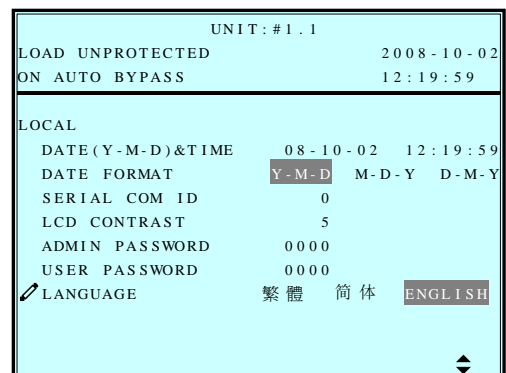 UNIT:#1.1
LOAD UNPROTECTED 2008-10-02
ON AUTO BYPASS 12:19:59
LOCAL
DATE(Y-M-D)&TIME 08-10-02 12:19:59
DATE FORMAT Y-M-D M-D-Y D-M-Y
SERIAL COM ID 0
LCD CONTRAST 5
ADMIN PASSWORD 0000
USER PASSWORD 0000
LANGUAGE 繁體 简体 ENGLISH